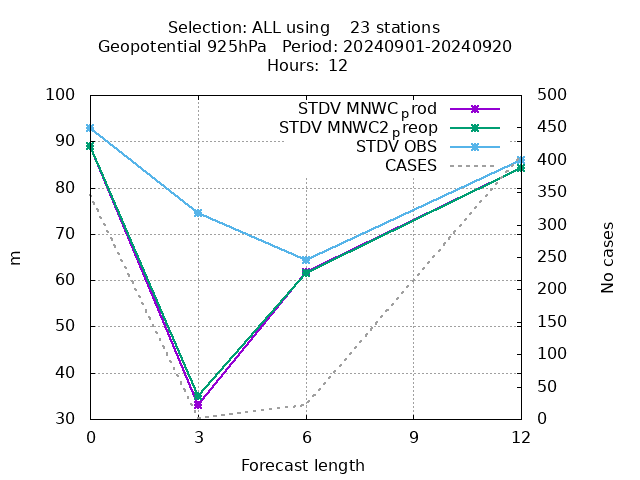 Selection: ALL using    23 stations
Geopotential 925hPa   Period: 20240901-20240920
Hours:  12
STDV MNWC_prod
STDV MNWC2_preop
STDV OBS
CASES
100
90
80
70
60
50
40
30
m
500
450
400
350
300
250
200
150
100
50
0
No cases
0 3 6 9 12
Forecast length